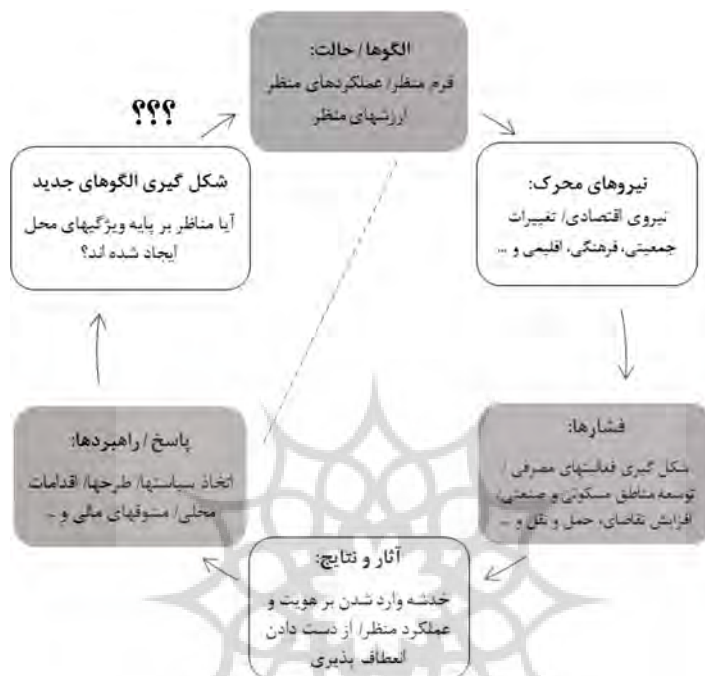 الگوها / حالت:
فرم منظر/ عملکردهای منظر
ارزشهای منظر
؟؟؟
نیروهای محرک:
نیروی اقتصادی/ تغییرات
جمعیتی، فرهنگی، اقلیمی و ...
فشارها:
شکل گیری فعالیتهای مصرفی /
توسعه مناطق مسکونی و صنعتی/
افزایش تقاضای، حمل و نقل و ...
آثار و نتایج:
خدشه وارد شدن بر هویت و
عملکرد منظر/ از دست دادن
انعطاف پذیری
پاسخ / راهبردها:
اتخاذ سیاستها/ طرحها/ اقدامات
محلی/ مشوقهای مالی و ...
شکل گیری الگوهای جدید
آیا مناظر بر پایه ویژگیهای محل
ایجاد شده اند؟